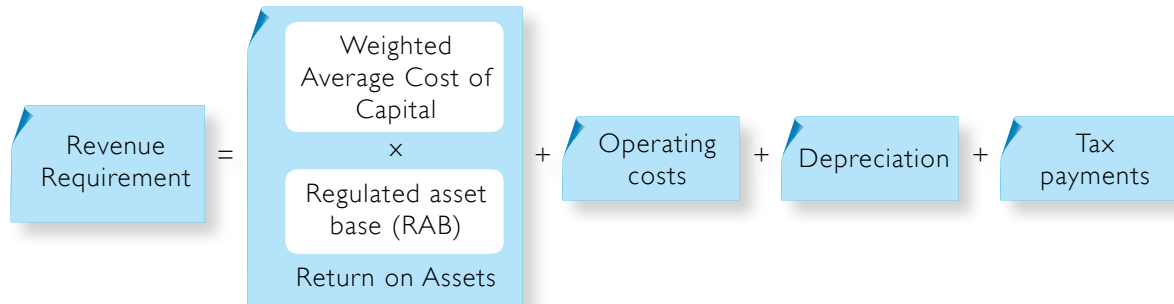 Revenue
Requirement
=
Weighted
Average Cost of
Capital
x
Regulated asset
base (RAB)
Return on Assets
+
Operating
costs
+
Depreciation
+
Tax
payments